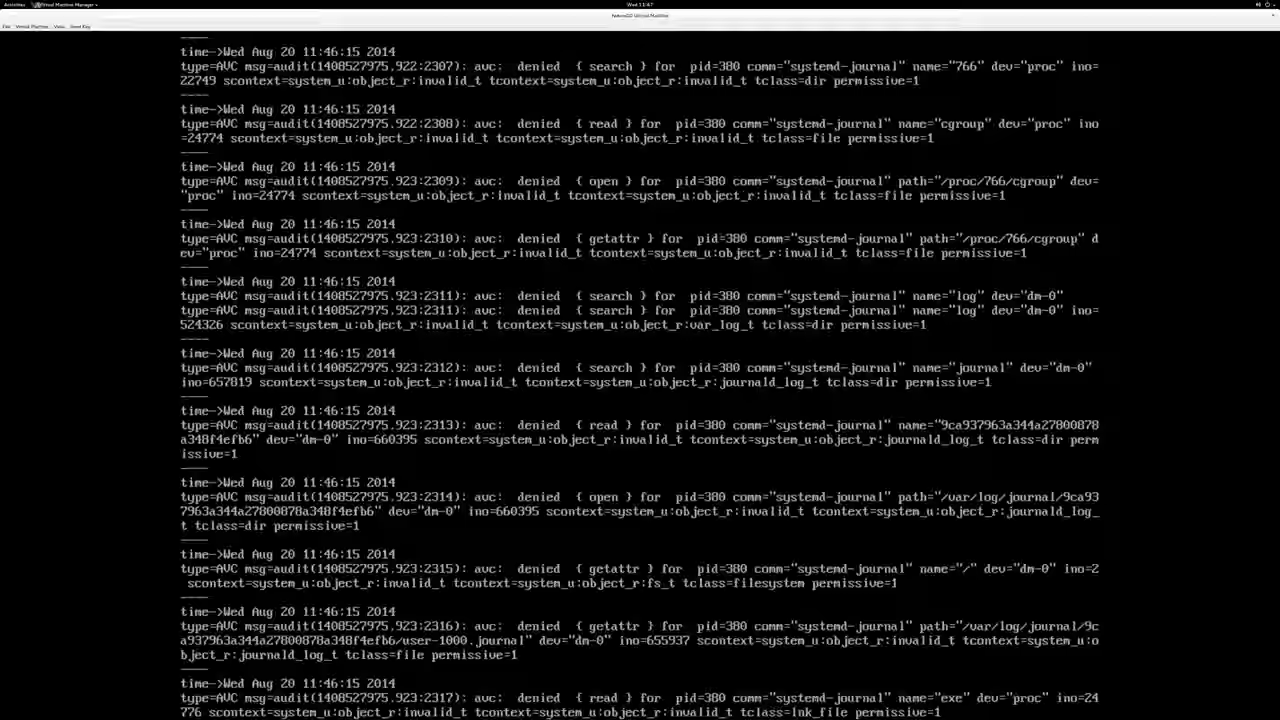 Activities
Virtual Machine Manager
Wed 11:47
Virtual Machine
File Virtual Machine View Send Key
----
time->Wed Aug 20 11:46:15 2014
type=AVC msg=audit(1408527975.922:2307): avc:  denied  { search } for  pid=380 comm="systemd-journal" name="766" dev="proc" ino=
22749 scontext=system_u:object_r:invalid_t tcontext=system_u:object_r:invalid_t tclass=dir permissive=1
----
time->Wed Aug 20 11:46:15 2014
type=AVC msg=audit(1408527975.922:2308): avc:  denied  { read } for  pid=380 comm="systemd-journal" name="cgroup" dev="proc" ino
=24774 scontext=system_u:object_r:invalid_t tcontext=system_u:object_r:invalid_t tclass=file permissive=1
----
time->Wed Aug 20 11:46:15 2014
type=AVC msg=audit(1408527975.923:2309): avc:  denied  { open } for  pid=380 comm="systemd-journal" path="/proc/766/cgroup" dev=
"proc" ino=24774 scontext=system_u:object_r:invalid_t tcontext=system_u:object_r:invalid_t tclass=file permissive=1
----
time->Wed Aug 20 11:46:15 2014
type=AVC msg=audit(1408527975.923:2310): avc:  denied  { getattr } for  pid=380 comm="systemd-journal" path="/proc/766/cgroup" d
ev="proc" ino=24774 scontext=system_u:object_r:invalid_t tcontext=system_u:object_r:invalid_t tclass=file permissive=1
----
time->Wed Aug 20 11:46:15 2014
type=AVC msg=audit(1408527975.923:2311): avc:  denied  { search } for  pid=380 comm="systemd-journal" name="log" dev="dm-0"
type=AVC msg=audit(1408527975.923:2311): avc:  denied  { search } for  pid=380 comm="systemd-journal" name="log" dev="dm-0" ino=
524326 scontext=system_u:object_r:invalid_t tcontext=system_u:object_r:var_log_t tclass=dir permissive=1
----
time->Wed Aug 20 11:46:15 2014
type=AVC msg=audit(1408527975.923:2312): avc:  denied  { search } for  pid=380 comm="systemd-journal" name="journal" dev="dm-0"
ino=657819 scontext=system_u:object_r:invalid_t tcontext=system_u:object_r:journald_log_t tclass=dir permissive=1
----
time->Wed Aug 20 11:46:15 2014
type=AVC msg=audit(1408527975.923:2313): avc:  denied  { read } for  pid=380 comm="systemd-journal" name="9ca937963a344a27800878
a348f4efb6" dev="dm-0" ino=660395 scontext=system_u:object_r:invalid_t tcontext=system_u:object_r:journald_log_t tclass=dir perm
issive=1
----
time->Wed Aug 20 11:46:15 2014
type=AVC msg=audit(1408527975.923:2314): avc:  denied  { open } for  pid=380 comm="systemd-journal" path="/var/log/journal/9ca93
7963a344a27800878a348f4efb6" dev="dm-0" ino=660395 scontext=system_u:object_r:invalid_t tcontext=system_u:object_r:journald_log_
t tclass=dir permissive=1
----
time->Wed Aug 20 11:46:15 2014
type=AVC msg=audit(1408527975.923:2315): avc:  denied  { getattr } for  pid=380 comm="systemd-journal" name="/" dev="dm-0" ino=2
 scontext=system_u:object_r:invalid_t tcontext=system_u:object_r:fs_t tclass=filesystem permissive=1
----
time->Wed Aug 20 11:46:15 2014
type=AVC msg=audit(1408527975.923:2316): avc:  denied  { getattr } for  pid=380 comm="systemd-journal" path="/var/log/journal/9c
a937963a344a27800878a348f4efb6/user-1000.journal" dev="dm-0" ino=655937 scontext=system_u:object_r:invalid_t tcontext=system_u:o
bject_r:journald_log_t tclass=file permissive=1
----
time->Wed Aug 20 11:46:15 2014
type=AVC msg=audit(1408527975.923:2317): avc:  denied  { read } for  pid=380 comm="systemd-journal" name="exe" dev="proc" ino=24
776 scontext=system_u:object_r:invalid_t tcontext=system_u:object_r:invalid_t tclass=lnk_file permissive=1